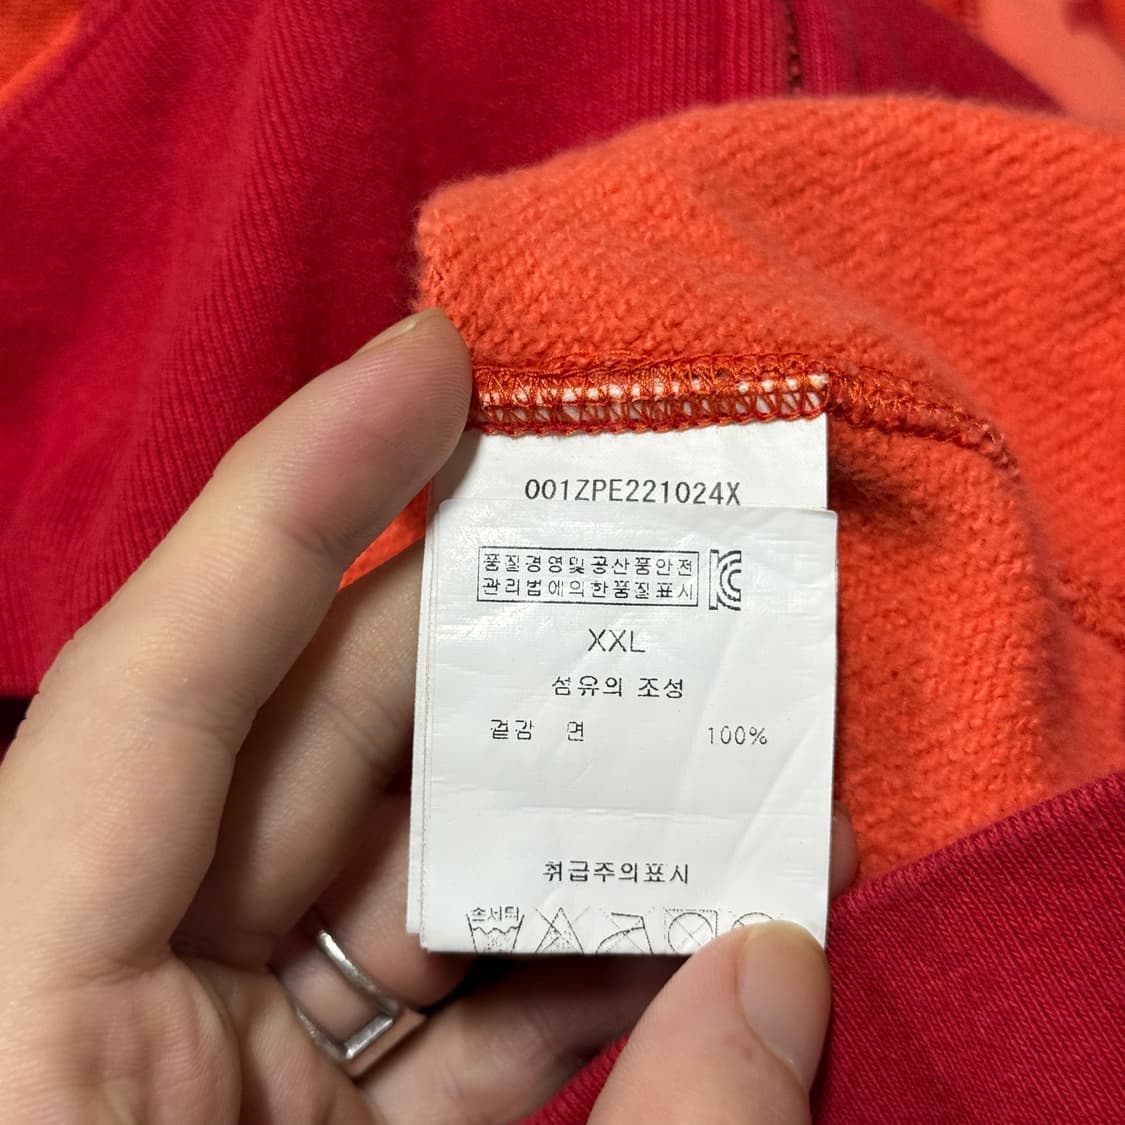 001ZPE221024X
품질경영및공산품안전
관리법에의한품질표시
KC
XXL
섬유의 조성
겉감 면 100%
취급주의표시
손세탁